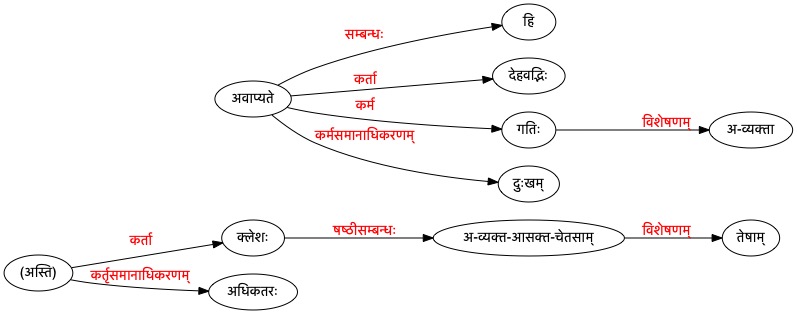 हि
सम्बन्धः
देहवद्भिः
कर्ता
अवाप्यते
कर्म
गतिः
विशेषणम्
अ-व्यक्ता
कर्मसमानाधिकरणम्
दुःखम्
कर्ता
क्लेशः
षष्ठीसम्बन्धः
अ-व्यक्त-आसक्त-चेतसाम्
विशेषणम्
तेषाम्
(अस्ति)
कर्तृसमानाधिकरणम्
अधिकतरः